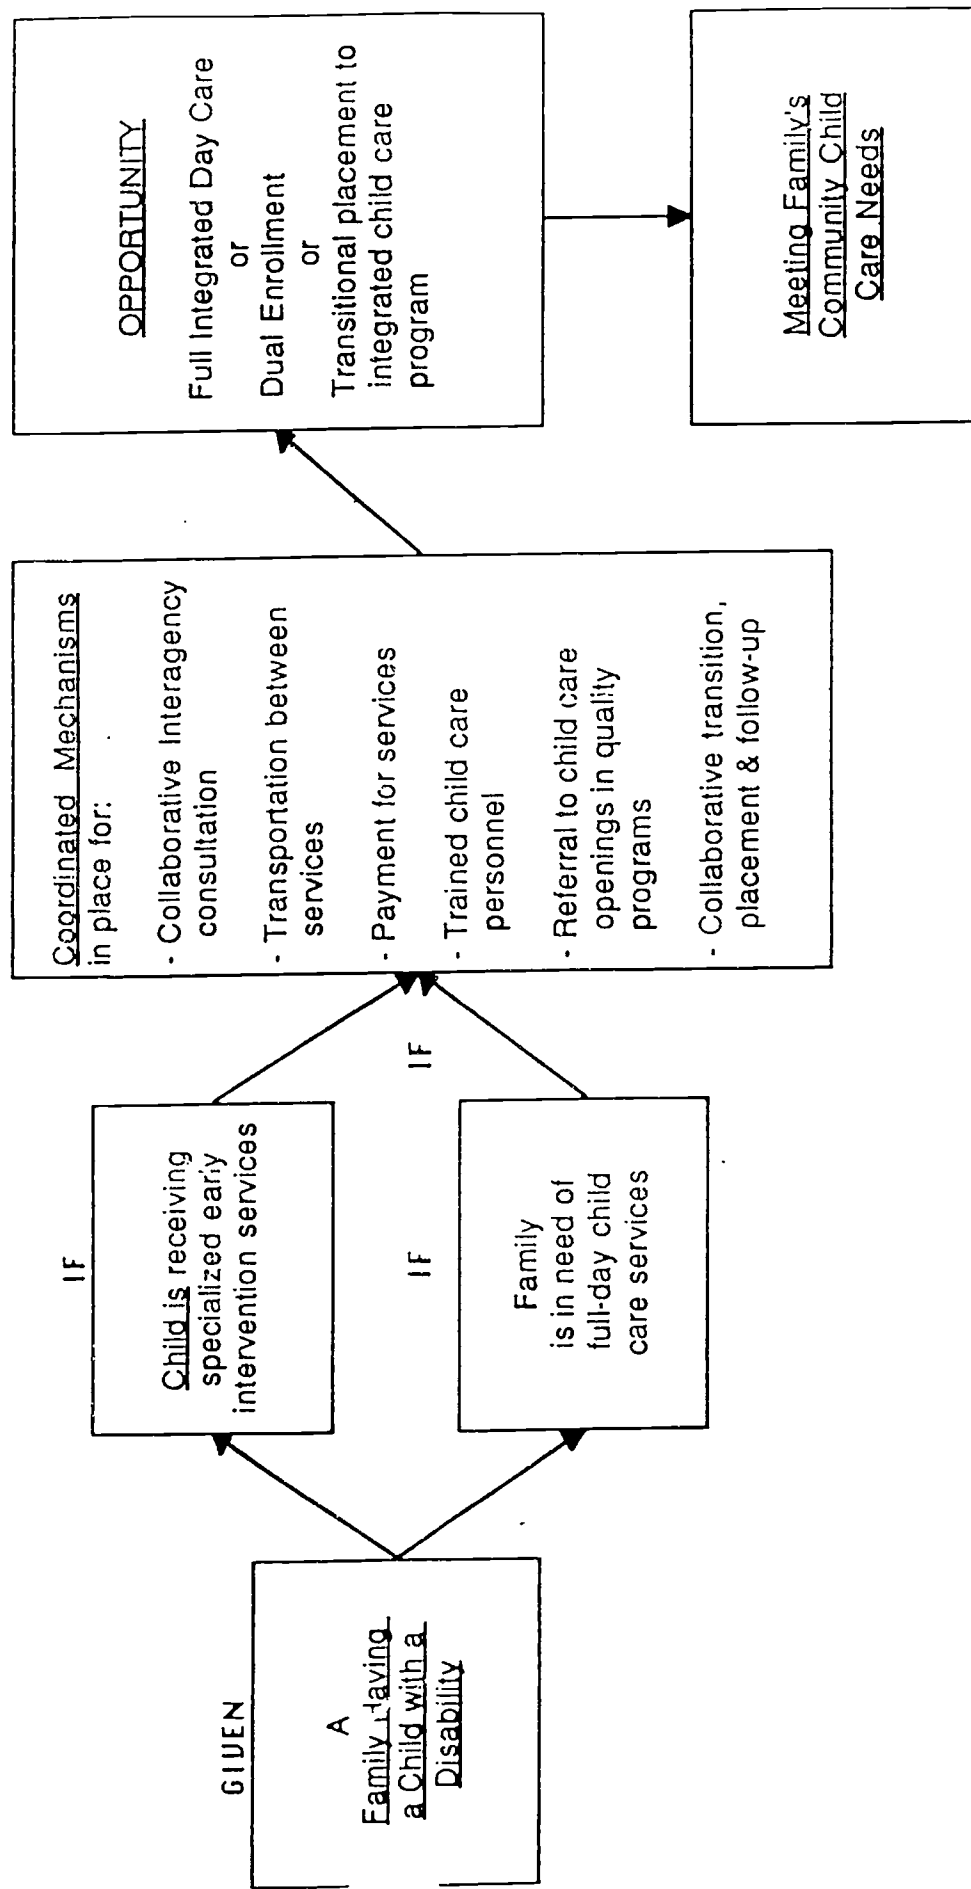 GIVEN
A
Family Having
a Child with a
Disability
IF
Child is receiving
specialized early
intervention services
IF
Family
is in need of
full-day child
care services
IF
Coordinated Mechanisms
in place for:
- Collaborative Interagency
consultation
- Transportation between
services
- Payment for services
- Trained child care
personnel
- Referral to child care
openings in quality
programs
- Collaborative transition,
placement & follow-up
OPPORTUNITY
Full Integrated Day Care
or
Dual Enrollment
or
Transitional placement to
integrated child care
program
Meeting Family's
Community Child
Care Needs